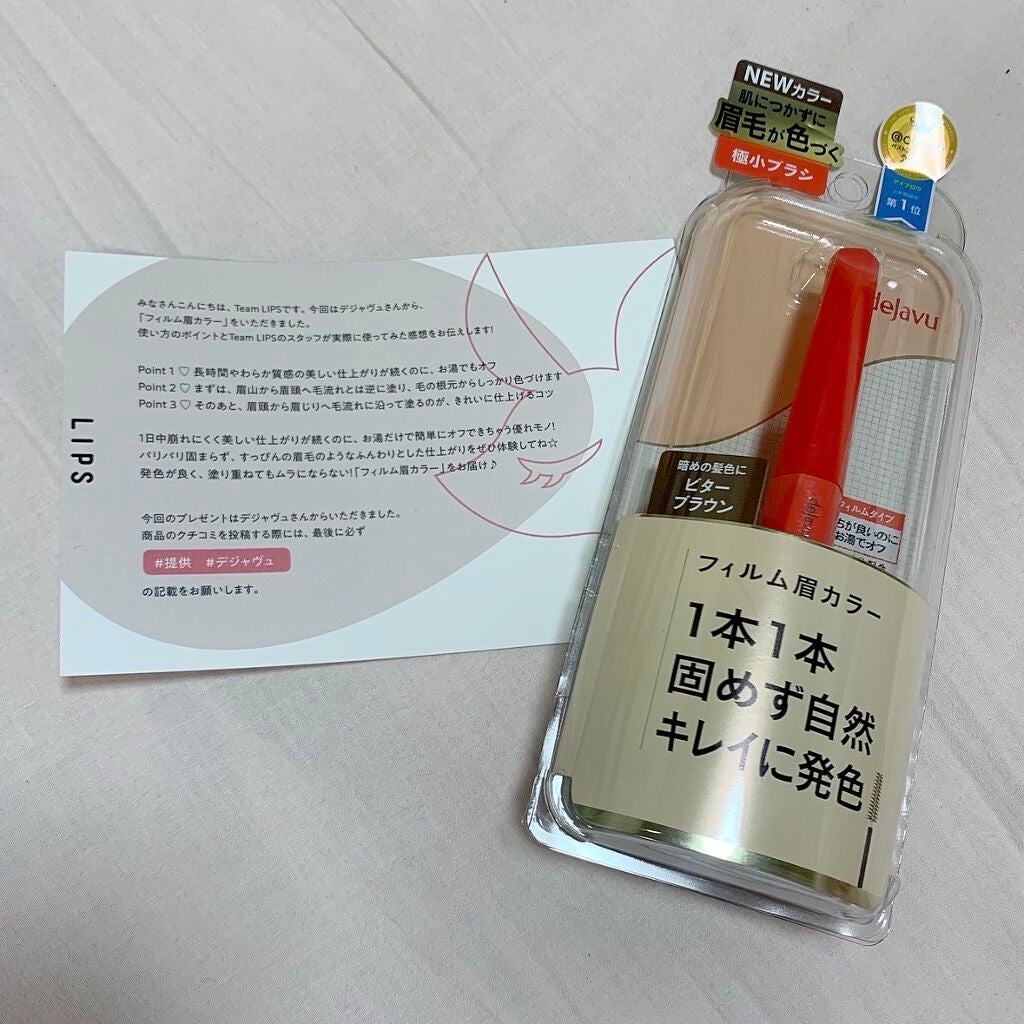 みなさんこんにちは、Team LIPSです。今回はデジャヴュさんから、
「フィルム眉カラー」をいただきました。
使い方のポイントとTeam LIPSのスタッフが実際に使ってみた感想をお伝えします!
Point 1 ♡ 長時間やわらか質感の美しい仕上がりが続くのに、お湯でもオフ
Point 2 ♡ まずは、眉山から眉頭へ毛流れとは逆に塗り、毛の根元からしっかり色づけます
Point 3 ♡ そのあと、眉頭から眉じりへ毛流れに沿って塗るのが、きれいに仕上げるコツ
1日中崩れにくく美しい仕上がりが続くのに、お湯だけで簡単にオフできちゃう優れモノ!
パリパリ固まらず、すっぴんの眉毛のようなふんわりとした仕上がりをぜひ体験してね☆
発色が良く、塗り重ねてもムラにならない!「フィルム眉カラー」をお届け♪
今回のプレゼントはデジャヴュさんからいただきました。
商品のクチコミを投稿する際には、最後に必ず
#提供 #デジャヴュ
の記載をお願いします。
LIPS
NEWカラー
肌につかずに
眉毛が色づく
極小ブラシ
アイブロウ
第1位
dejavu
暗めの髪色に
ビター
ブラウン
フィルムタイプ
ちが良いのに
お湯でオフ
フィルム眉カラー
1本1本
固めず自然
キレイに発色